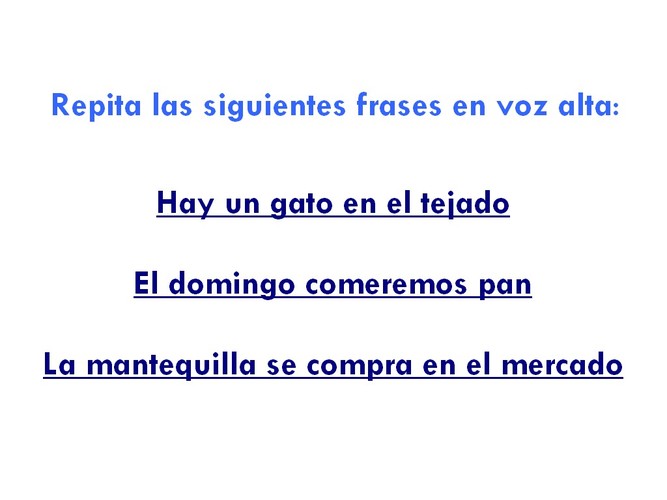 Repita las siguientes frases en voz alta:
Hay un gato en el tejado
El domingo comeremos pan
La mantequilla se compra en el mercado